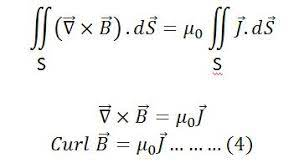 ∬(∇⃗ × B⃗).dS⃗ = μ₀ ∬ J⃗.dS⃗
S S
∇⃗ × B⃗ = μ₀J⃗
Curl B⃗ = μ₀J⃗ … … … (4)